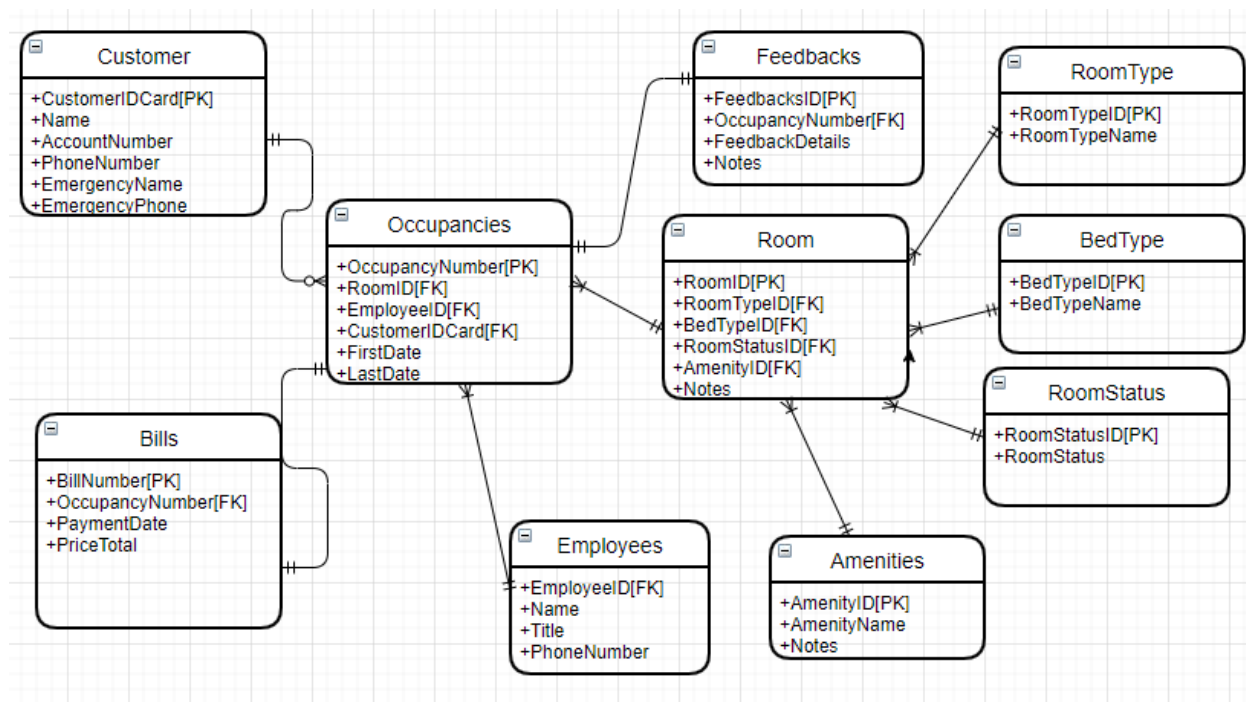 Customer
+CustomerIDCard[PK]
+Name
+AccountNumber
+PhoneNumber
+EmergencyName
+EmergencyPhone
Feedbacks
+FeedbacksID[PK]
+OccupancyNumber[FK]
+FeedbackDetails
+Notes
RoomType
+RoomTypeID[PK]
+RoomTypeName
Occupancies
+OccupancyNumber[PK]
+RoomID[FK]
+EmployeeID[FK]
+CustomerIDCard[FK]
+FirstDate
+LastDate
Room
+RoomID[PK]
+RoomTypeID[FK]
+BedTypeID[FK]
+RoomStatusID[FK]
+AmenityID[FK]
+Notes
BedType
+BedTypeID[PK]
+BedTypeName
RoomStatus
+RoomStatusID[PK]
+RoomStatus
Bills
+BillNumber[PK]
+OccupancyNumber[FK]
+PaymentDate
+PriceTotal
Employees
+EmployeeID[FK]
+Name
+Title
+PhoneNumber
Amenities
+AmenityID[PK]
+AmenityName
+Notes